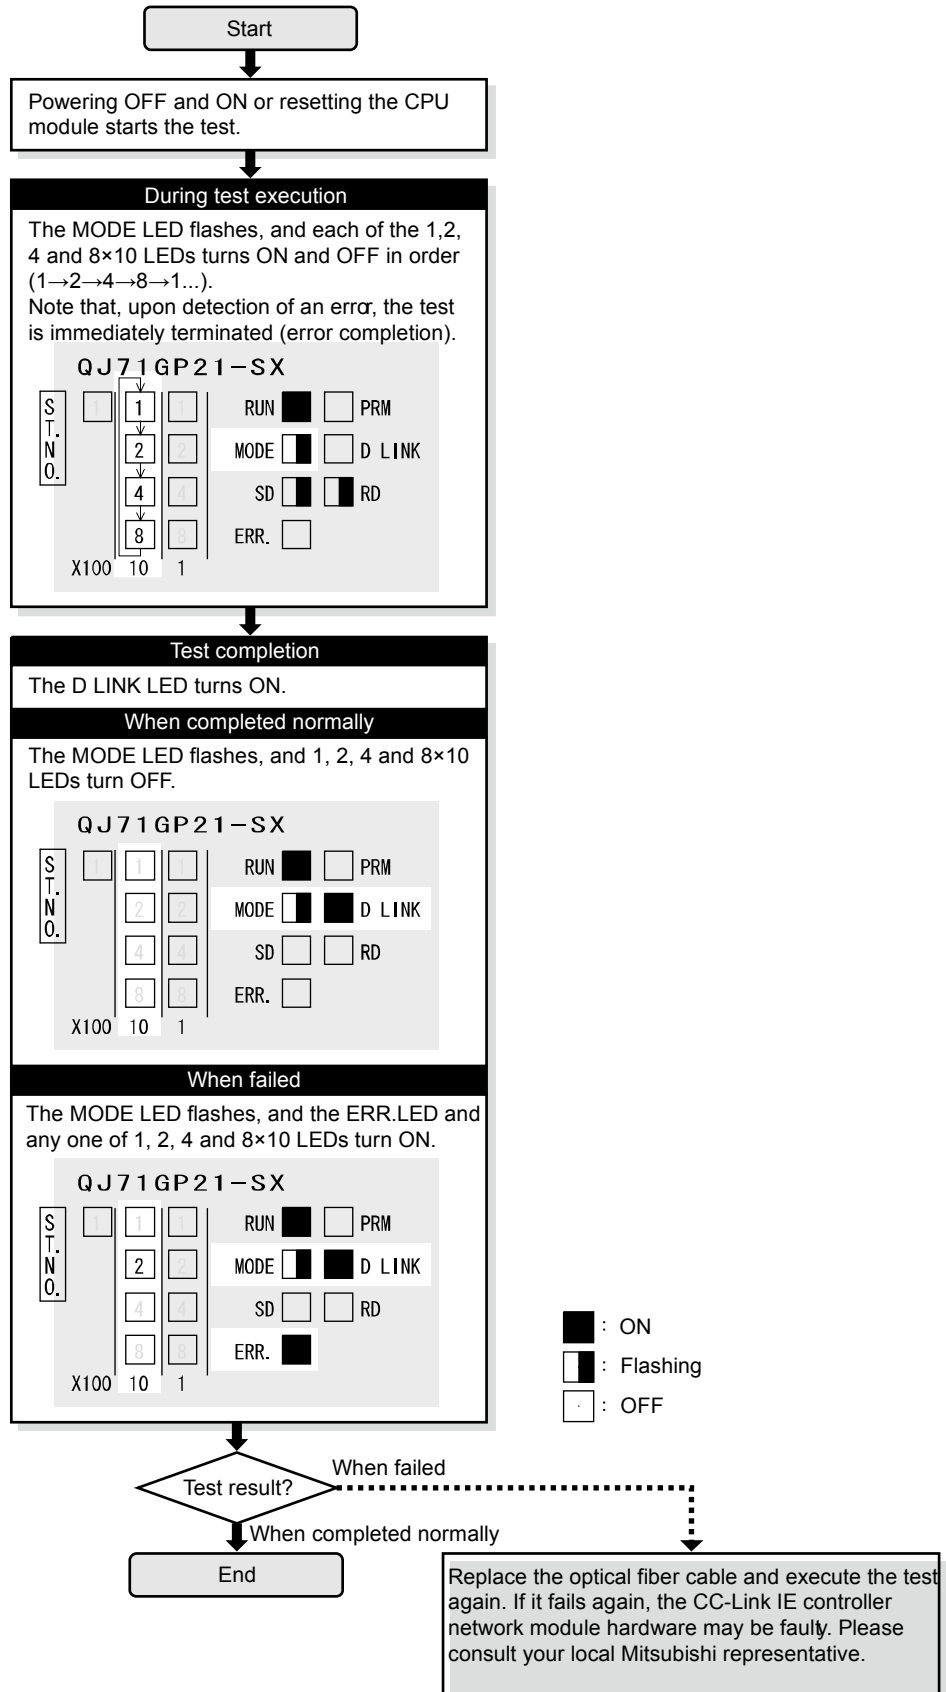 Start
Powering OFF and ON or resetting the CPU
module starts the test.
During test execution
The MODE LED flashes, and each of the 1,2,
4 and 8×10 LEDs turns ON and OFF in order
(1→2→4→8→1...).
Note that, upon detection of an error, the test
is immediately terminated (error completion).
QJ71GP21-SX
ST.NO.
1 1 1 RUN PRM
2 2 MODE D LINK
4 4 SD RD
8 8 ERR.
X100 10 1
Test completion
The D LINK LED turns ON.
When completed normally
The MODE LED flashes, and 1, 2, 4 and 8×10
LEDs turn OFF.
QJ71GP21-SX
ST.NO.
1 1 1 RUN PRM
2 2 MODE D LINK
4 4 SD RD
8 8 ERR.
X100 10 1
When failed
The MODE LED flashes, and the ERR.LED and
any one of 1, 2, 4 and 8×10 LEDs turn ON.
QJ71GP21-SX
ST.NO.
1 1 1 RUN PRM
2 2 MODE D LINK
4 4 SD RD
8 8 ERR.
X100 10 1
: ON
: Flashing
: OFF
Test result?
When failed
When completed normally
End
Replace the optical fiber cable and execute the test
again. If it fails again, the CC-Link IE controller
network module hardware may be faulty. Please
consult your local Mitsubishi representative.